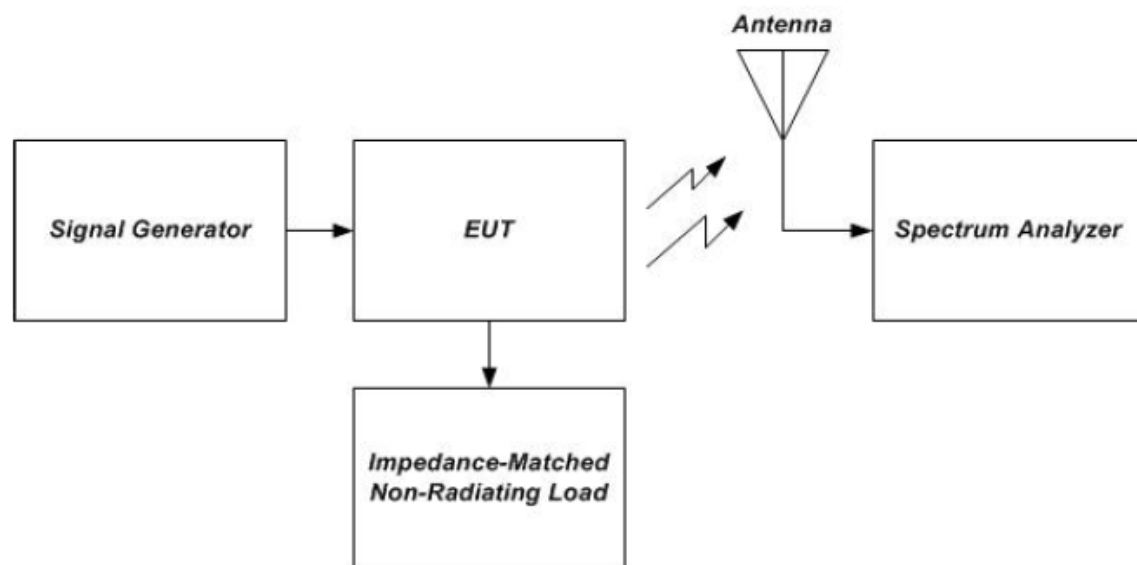 Antenna
Signal Generator
EUT
Spectrum Analyzer
Impedance-Matched
Non-Radiating Load